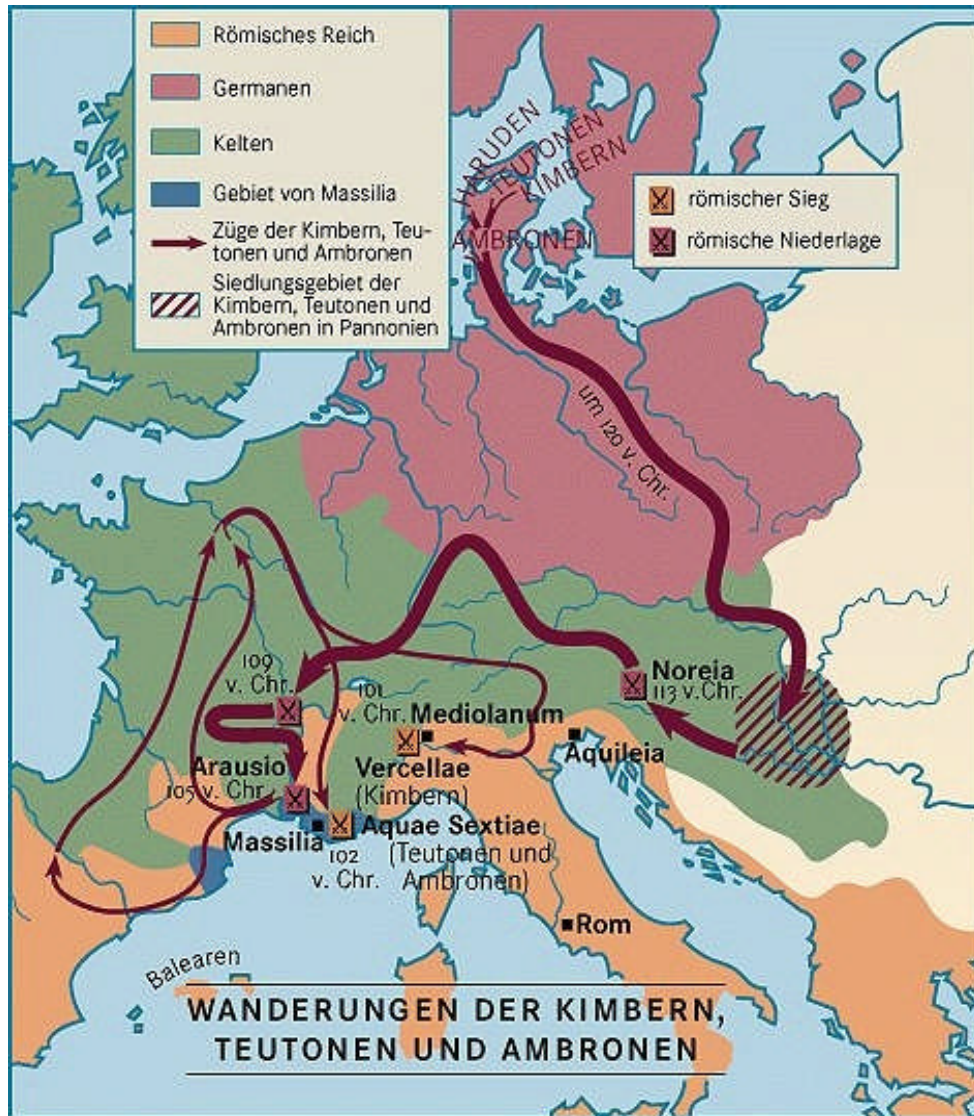 Römisches Reich
Germanen
Kelten
Gebiet von Massilia
Züge der Kimbern, Teu-
tonen und Ambronen
Siedlungsgebiet der
Kimbern, Teutonen und
Ambronen in Pannonien
HARUDEN
TEUTONEN
KIMBERN
AMBRONEN
römischer Sieg
römische Niederlage
um 120 v. Chr.
109
v. Chr.
101
v. Chr.
Mediolanum
Noreia
113 v. Chr.
Aquileia
Arausio
105 v. Chr.
Vercellae
(Kimbern)
Massilia
Aquae Sextiae
102
v. Chr.
(Teutonen und
Ambronen)
Rom
Balearen
WANDERUNGEN DER KIMBERN,
TEUTONEN UND AMBRONEN